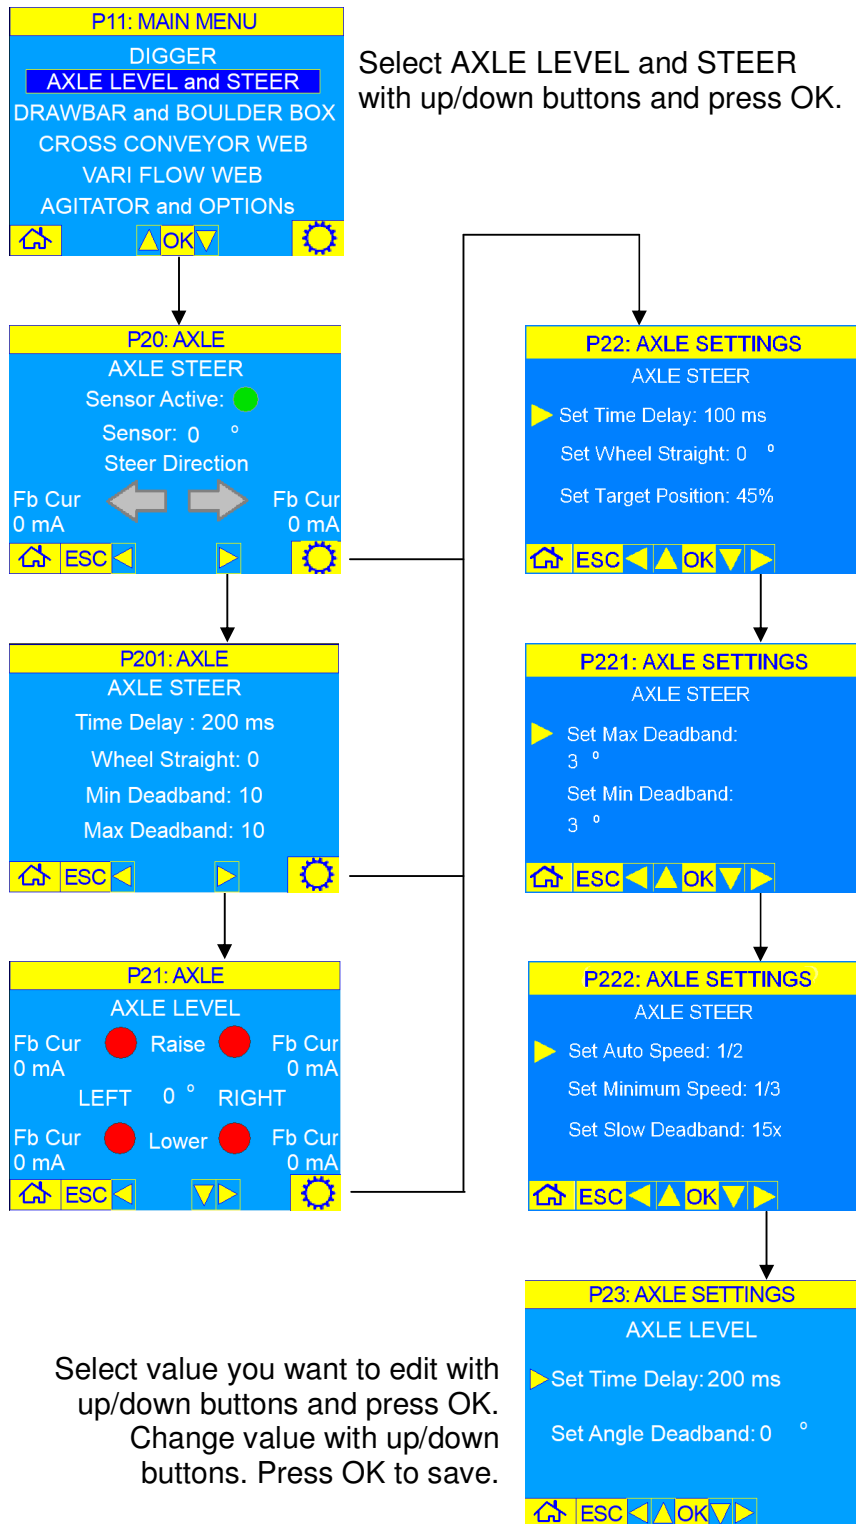 P11: MAIN MENU
DIGGER
AXLE LEVEL and STEER
DRAWBAR and BOULDER BOX
CROSS CONVEYOR WEB
VARI FLOW WEB
AGITATOR and OPTIONs
OK
Select AXLE LEVEL and STEER
with up/down buttons and press OK.
P20: AXLE
AXLE STEER
Sensor Active:
Sensor: 0 °
Steer Direction
Fb Cur Fb Cur
0 mA 0 mA
ESC
P201: AXLE
AXLE STEER
Time Delay : 200 ms
Wheel Straight: 0
Min Deadband: 10
Max Deadband: 10
ESC
P21: AXLE
AXLE LEVEL
Fb Cur Raise Fb Cur
0 mA 0 mA
LEFT 0 ° RIGHT
Fb Cur Lower Fb Cur
0 mA 0 mA
ESC
P22: AXLE SETTINGS
AXLE STEER
Set Time Delay: 100 ms
Set Wheel Straight: 0 °
Set Target Position: 45%
ESC OK
P221: AXLE SETTINGS
AXLE STEER
Set Max Deadband:
3 °
Set Min Deadband:
3 °
ESC OK
P222: AXLE SETTINGS
AXLE STEER
Set Auto Speed: 1/2
Set Minimum Speed: 1/3
Set Slow Deadband: 15x
ESC OK
P23: AXLE SETTINGS
AXLE LEVEL
Set Time Delay: 200 ms
Set Angle Deadband: 0 °
ESC OK
Select value you want to edit with
up/down buttons and press OK.
Change value with up/down
buttons. Press OK to save.